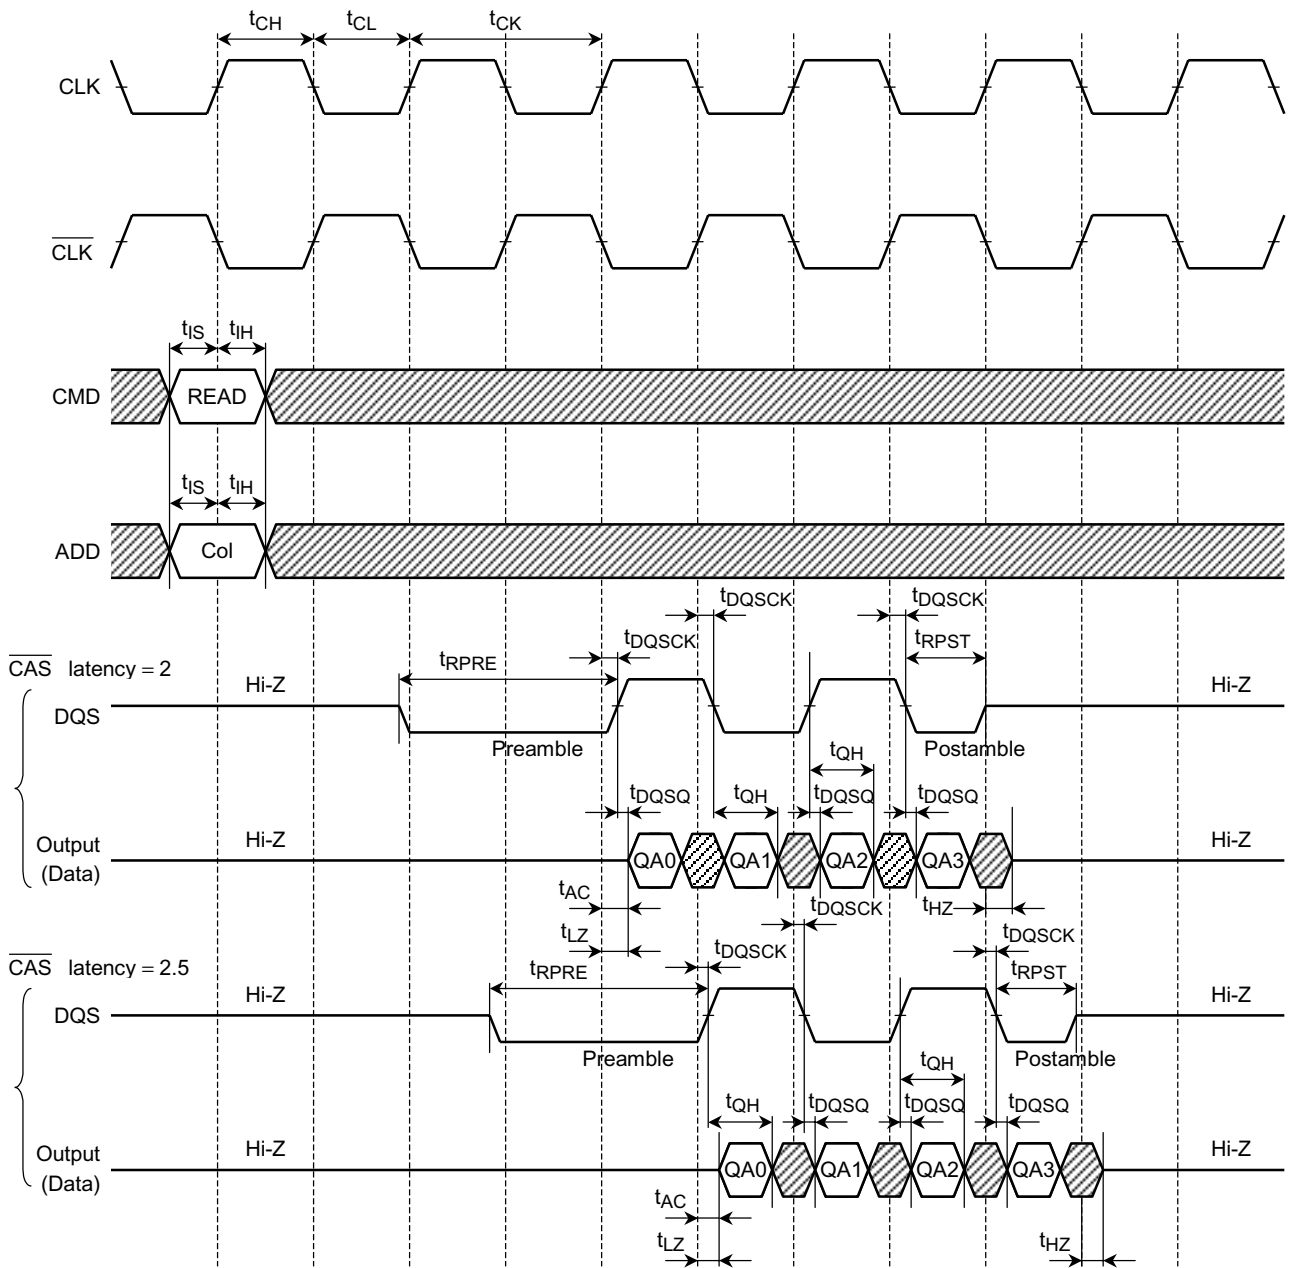 tCH tCL tCK
CLK
CLK
tIS tIH
CMD READ
tIS tIH
ADD Col
tDQSCK tDQSCK
tDQSCK tRPST
CAS latency = 2 tRPRE
Hi-Z Hi-Z
DQS
Preamble Postamble
tQH
tDQSQ tQH tDQSQ tDQSQ
Output (Data) Hi-Z QA0 QA1 QA2 QA3 Hi-Z
tAC tHZ
tDQSCK
tLZ tDQSCK tDQSCK
CAS latency = 2.5 tRPRE tRPST
Hi-Z Hi-Z
DQS
Preamble Postamble
tQH
tQH tDQSQ tDQSQ tDQSQ
Output (Data) Hi-Z QA0 QA1 QA2 QA3 Hi-Z
tAC
tLZ tHZ